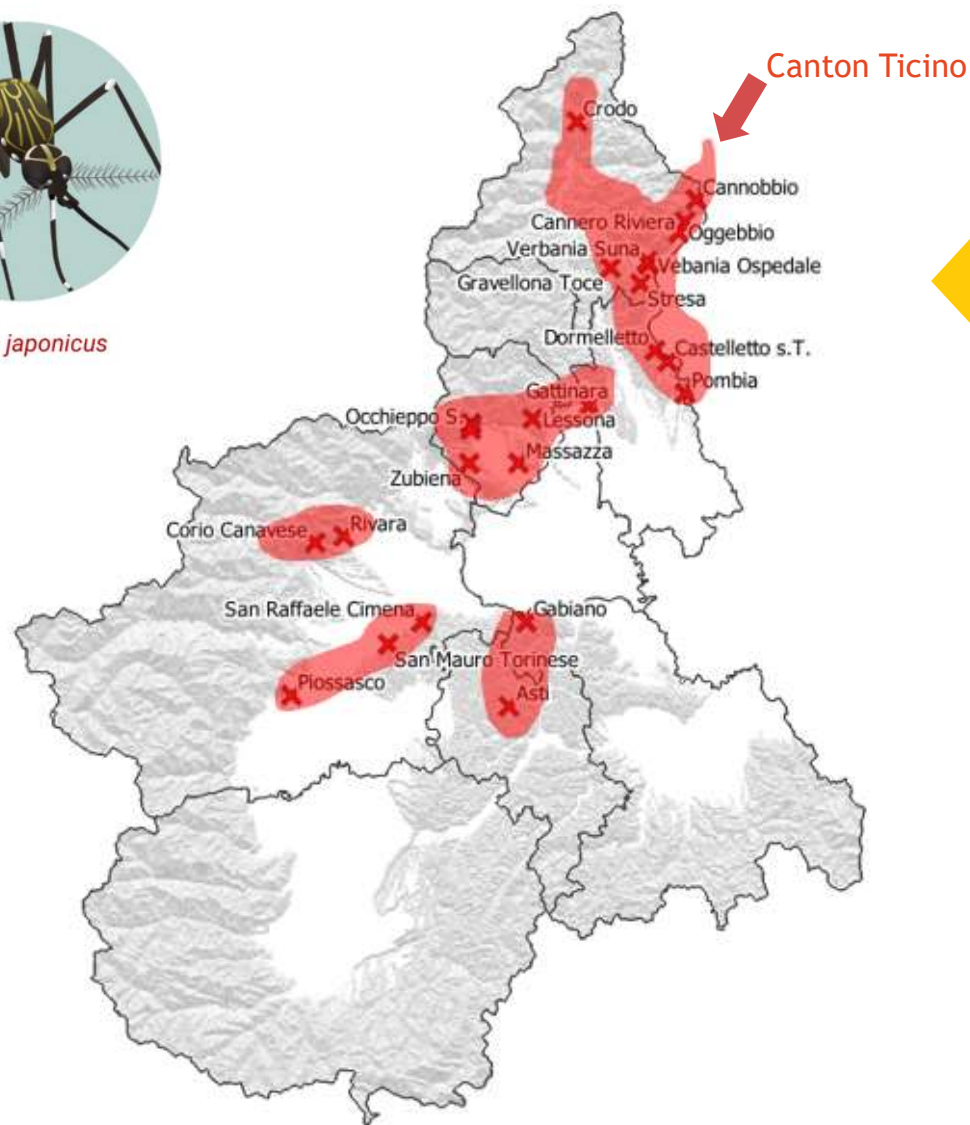 Canton Ticino
Crodo
Cannobbio
Cannero Riviera
Oggebbio
Verbania Suna
Vebania Ospedale
Gravellona Toce
Stresa
Dormelletto
Castelletto s.T.
Pombia
japonicus
Gattinara
Occhieppo S.
Lessona
Massazza
Zubiena
Corio Canavese
Rivara
San Raffaele Cimena
Gabiano
San Mauro Torinese
Piossasco
Asti